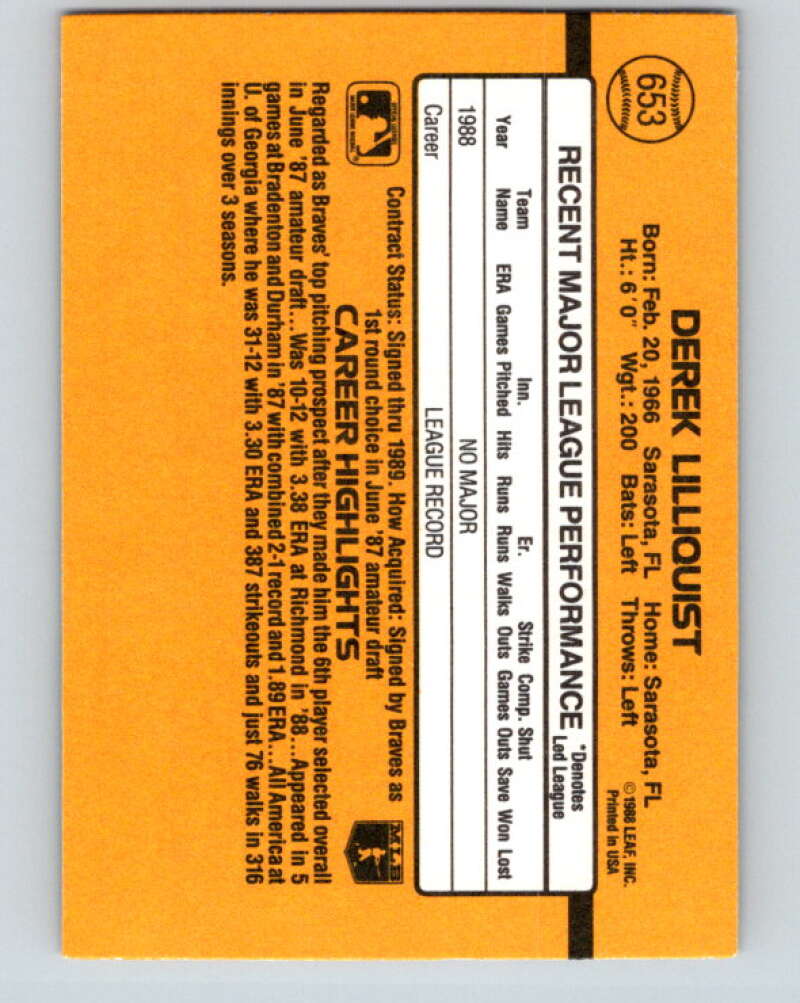 653
DEREK LILLIQUIST
Born: Feb. 20, 1966 Sarasota, FL Home: Sarasota, FL
Ht.: 6'0" Wgt.: 200 Bats: Left Throws: Left
© 1988 LEAF, INC.
Printed in USA
RECENT MAJOR LEAGUE PERFORMANCE *Denotes Led League
Team Inn. Er. Strike Comp. Shut
Year Name ERA Games Pitched Hits Runs Runs Walks Outs Games Outs Save Won Lost
1988 NO MAJOR
Career LEAGUE RECORD
Contract Status: Signed thru 1989. How Acquired: Signed by Braves as
1st round choice in June '87 amateur draft
MLB
CAREER HIGHLIGHTS
Regarded as Braves' top pitching prospect after they made him the 6th player selected overall
in June '87 amateur draft...Was 10-12 with 3.38 ERA at Richmond in '88...Appeared in 5
games at Bradenton and Durham in '87 with combined 2-1 record and 1.89 ERA...All America at
U. of Georgia where he was 31-12 with 3.30 ERA and 387 strikeouts and just 76 walks in 316
innings over 3 seasons.